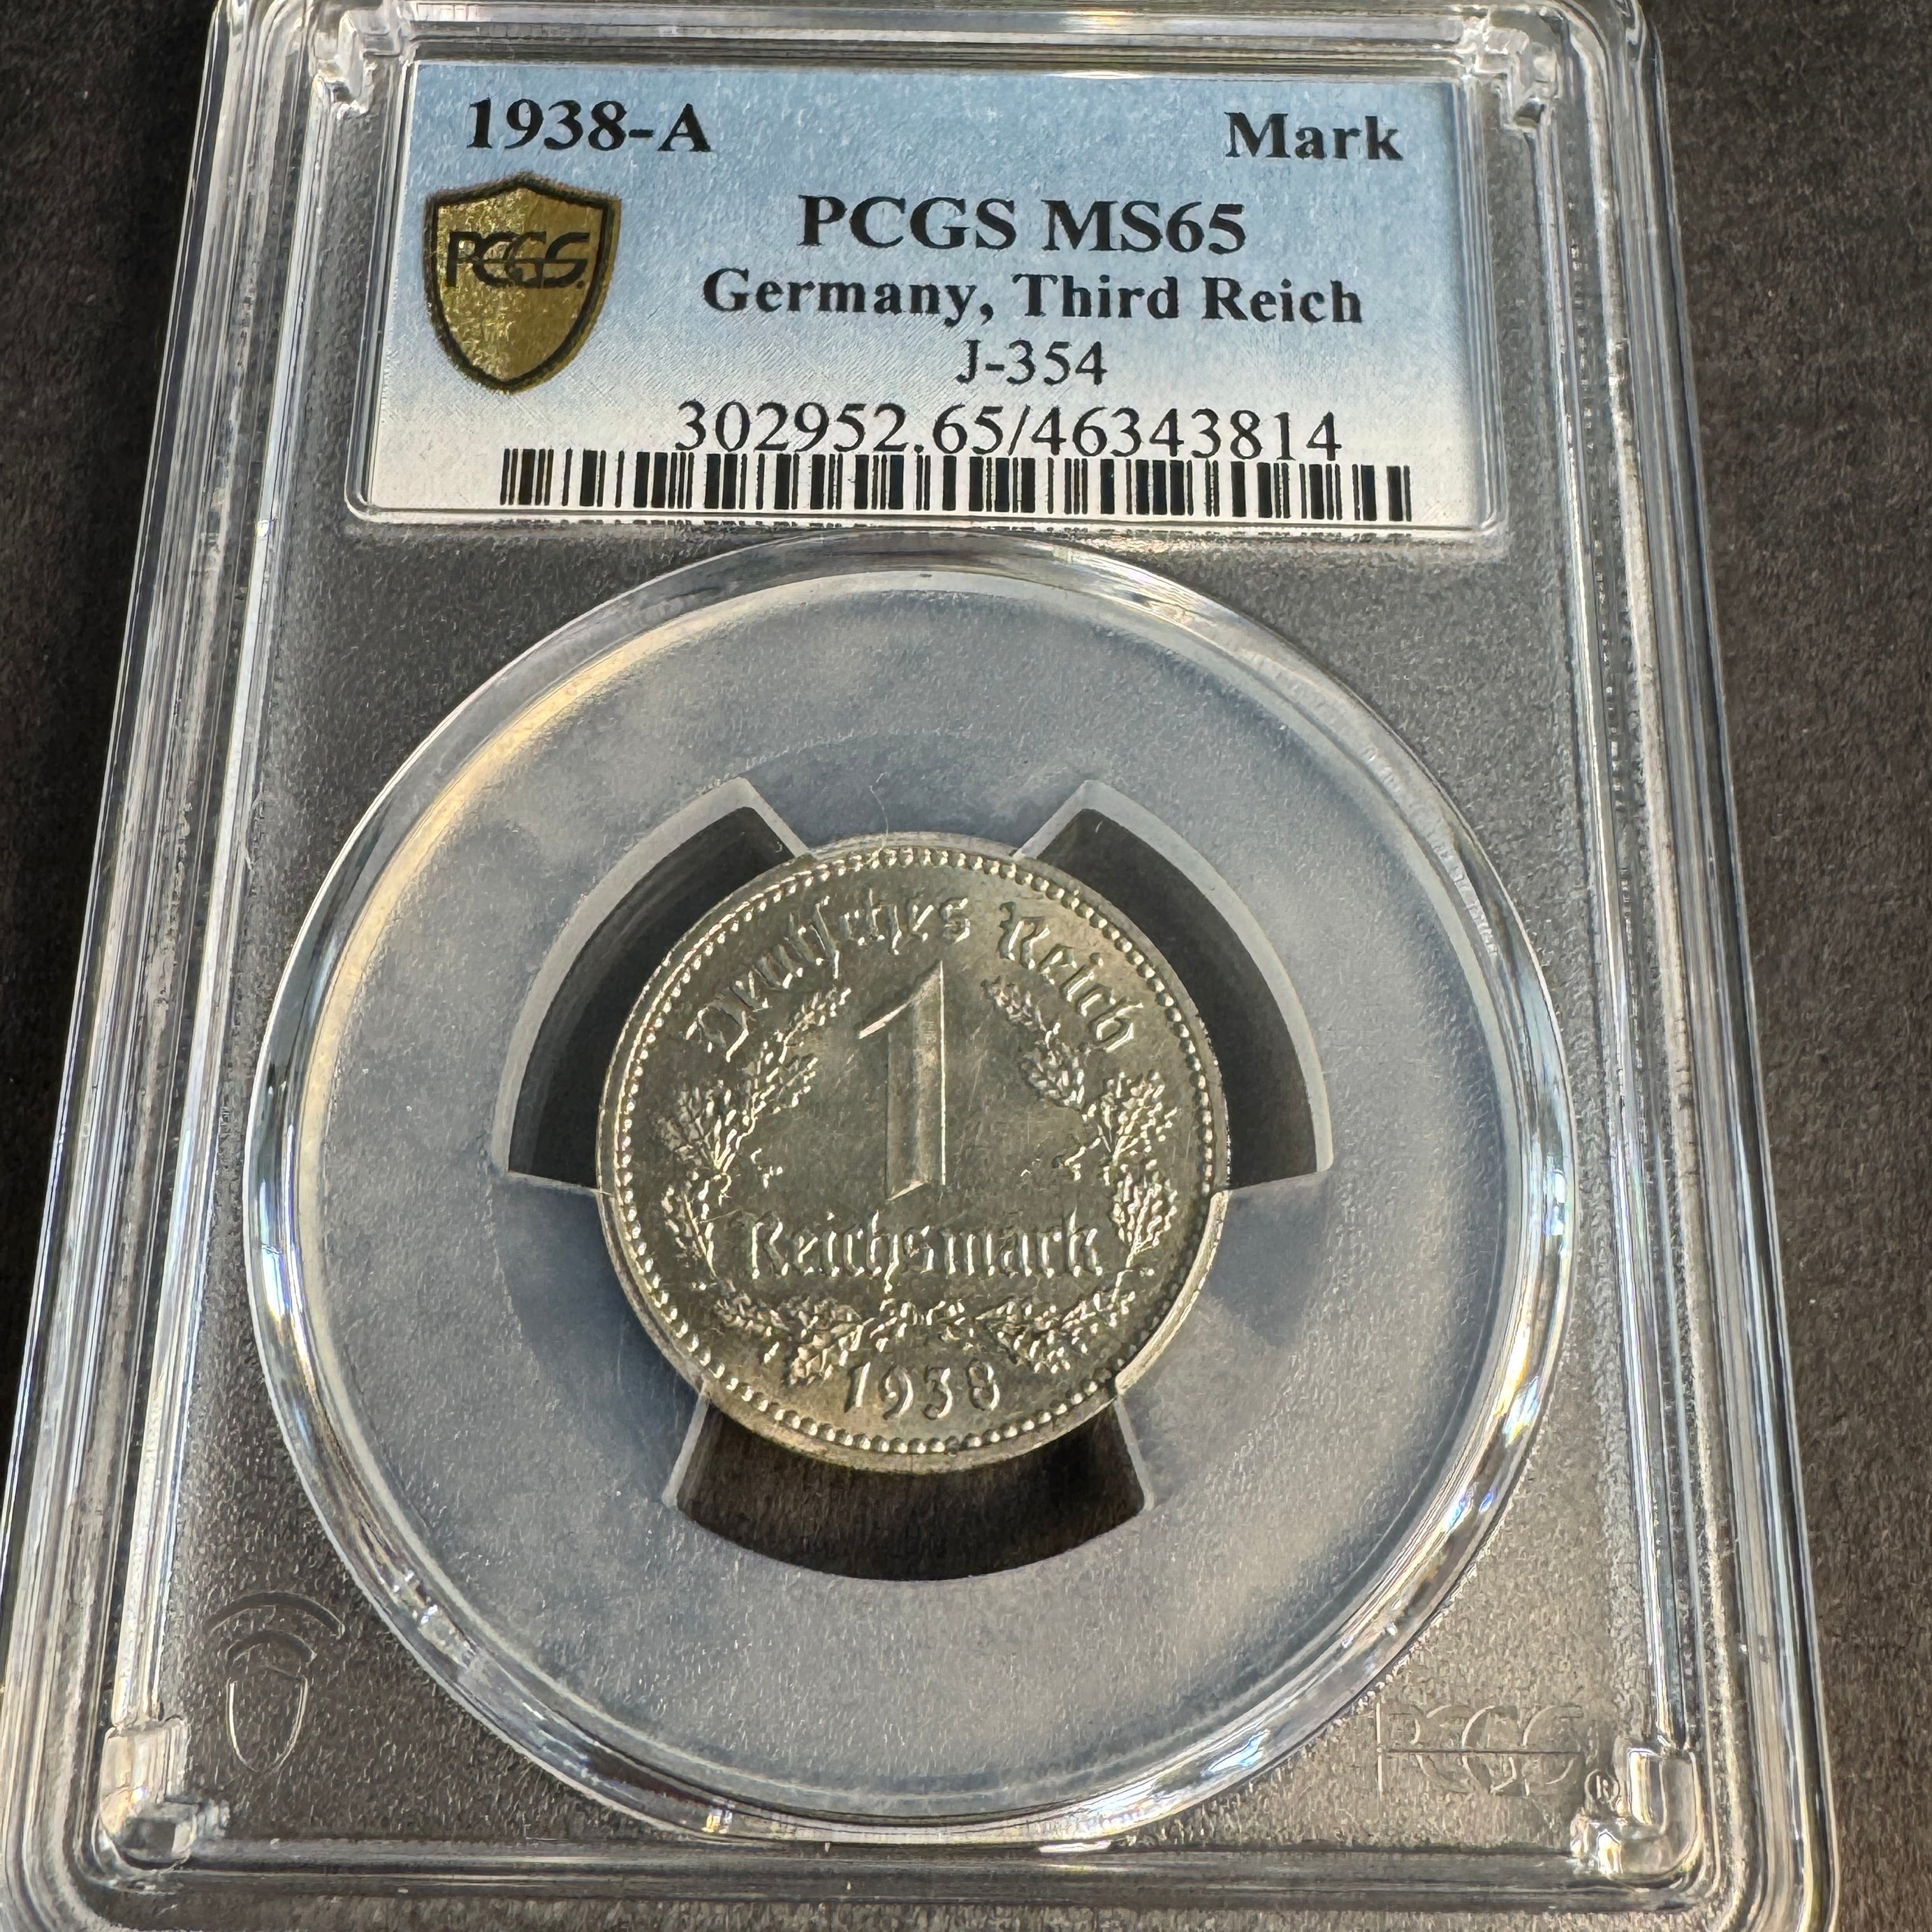 1938-A Mark
PCGS MS65
PCGS
Germany, Third Reich
J-354
302952.65/46343814
Deutsches Reich
1
Reichsmark
1938
PCGS®